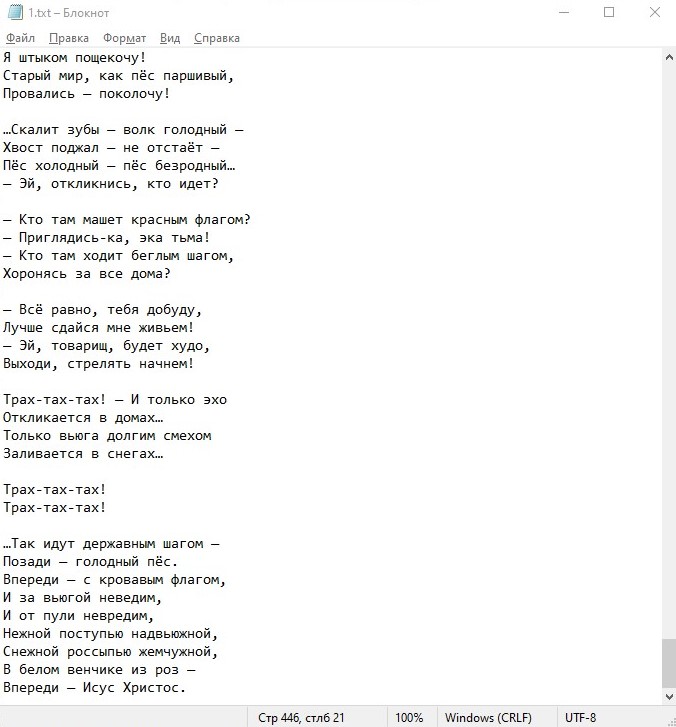 1.txt – Блокнот
Файл Правка Формат Вид Справка
Я штыком пощекочу!
Старый мир, как пёс паршивый,
Провались – поколочу!
…Скалит зубы – волк голодный –
Хвост поджал – не отстаёт –
Пёс холодный – пёс безродный…
– Эй, откликнись, кто идет?
– Кто там машет красным флагом?
– Приглядись-ка, эка тьма!
– Кто там ходит беглым шагом,
Хоронясь за все дома?
– Всё равно, тебя добуду,
Лучше сдайся мне живьем!
– Эй, товарищ, будет худо,
Выходи, стрелять начнем!
Трах-тах-тах! – И только эхо
Откликается в домах…
Только вьюга долгим смехом
Заливается в снегах…
Трах-тах-тах!
Трах-тах-тах!
…Так идут державным шагом –
Позади – голодный пёс.
Впереди – с кровавым флагом,
И за вьюгой неведим,
И от пули невредим,
Нежной поступью надвьюжной,
Снежной россыпью жемчужной,
В белом венчике из роз –
Впереди – Исус Христос.
Стр 446, стлб 21 100% Windows (CRLF) UTF-8